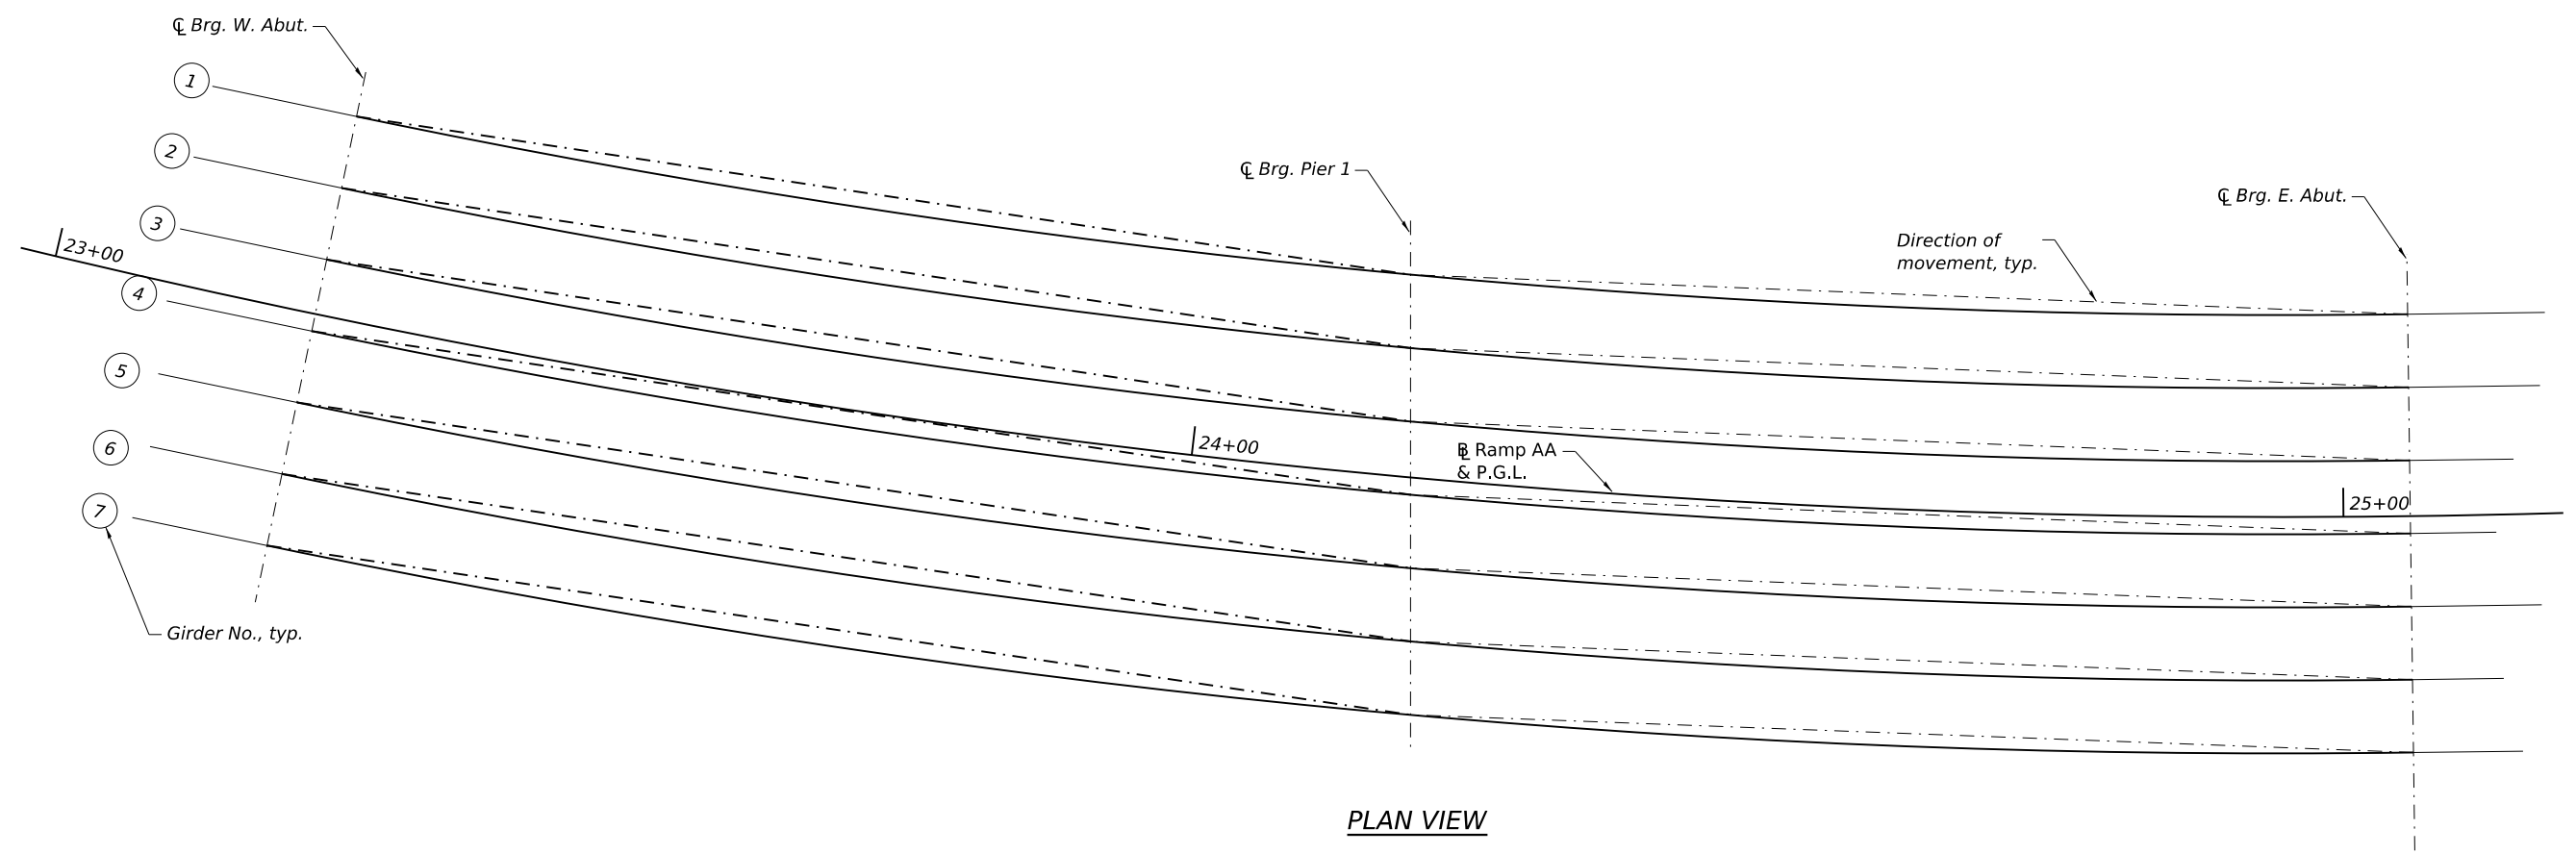 ℄ Brg. W. Abut.
1
2
3
23+00
4
5
6
7
Girder No., typ.
℄ Brg. Pier 1
℄ Brg. E. Abut.
Direction of
movement, typ.
24+00
B Ramp AA
& P.G.L.
25+00
PLAN VIEW